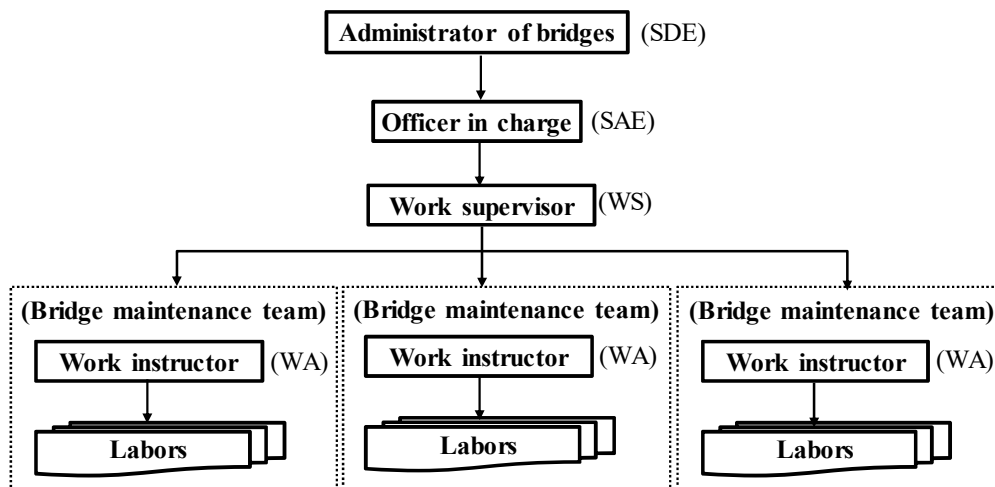 Administrator of bridges (SDE)
Officer in charge (SAE)
Work supervisor (WS)
(Bridge maintenance team) (Bridge maintenance team) (Bridge maintenance team)
Work instructor (WA) Work instructor (WA) Work instructor (WA)
Labors Labors Labors